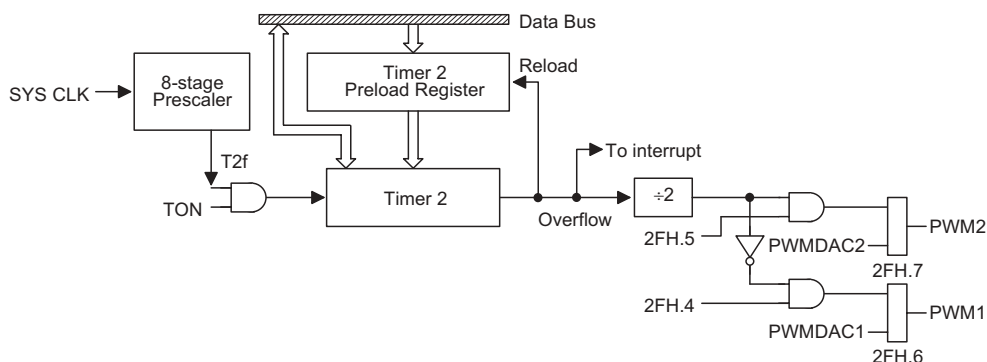 Data Bus
SYS CLK
8-stage
Prescaler
Timer 2
Preload Register
Reload
T2f
TON
Timer 2
To interrupt
Overflow
÷2
2FH.5
PWMDAC2
PWM2
2FH.7
2FH.4
PWMDAC1
PWM1
2FH.6